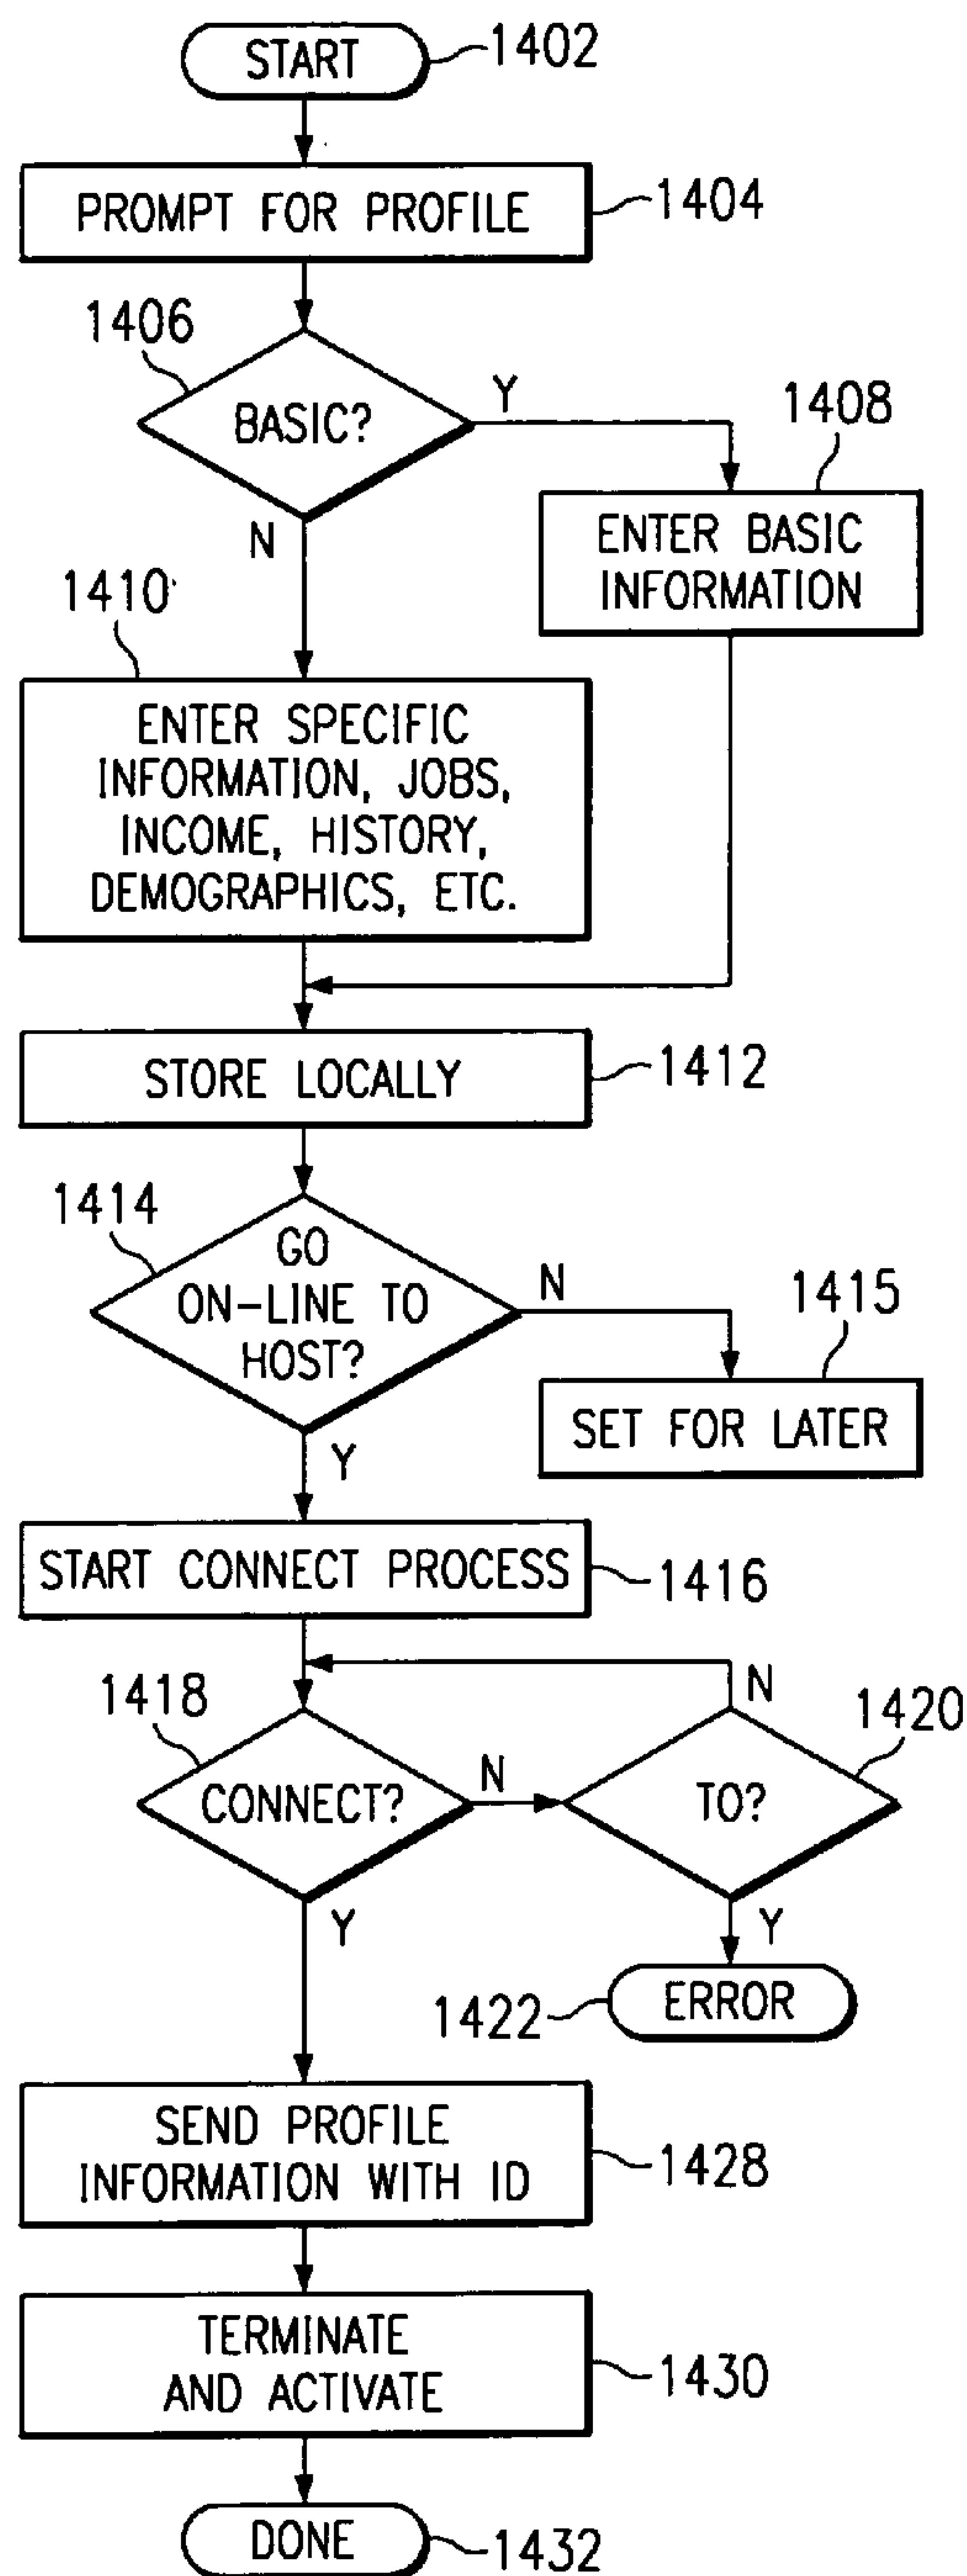 START
1402
PROMPT FOR PROFILE
1404
1406
BASIC?
Y
N
1408
ENTER BASIC
INFORMATION
1410
ENTER SPECIFIC
INFORMATION, JOBS,
INCOME, HISTORY,
DEMOGRAPHICS, ETC.
STORE LOCALLY
1412
1414
GO
ON-LINE TO
HOST?
N
Y
1415
SET FOR LATER
START CONNECT PROCESS
1416
1418
CONNECT?
N
Y
N
1420
TO?
Y
1422
ERROR
SEND PROFILE
INFORMATION WITH ID
1428
TERMINATE
AND ACTIVATE
1430
DONE
1432